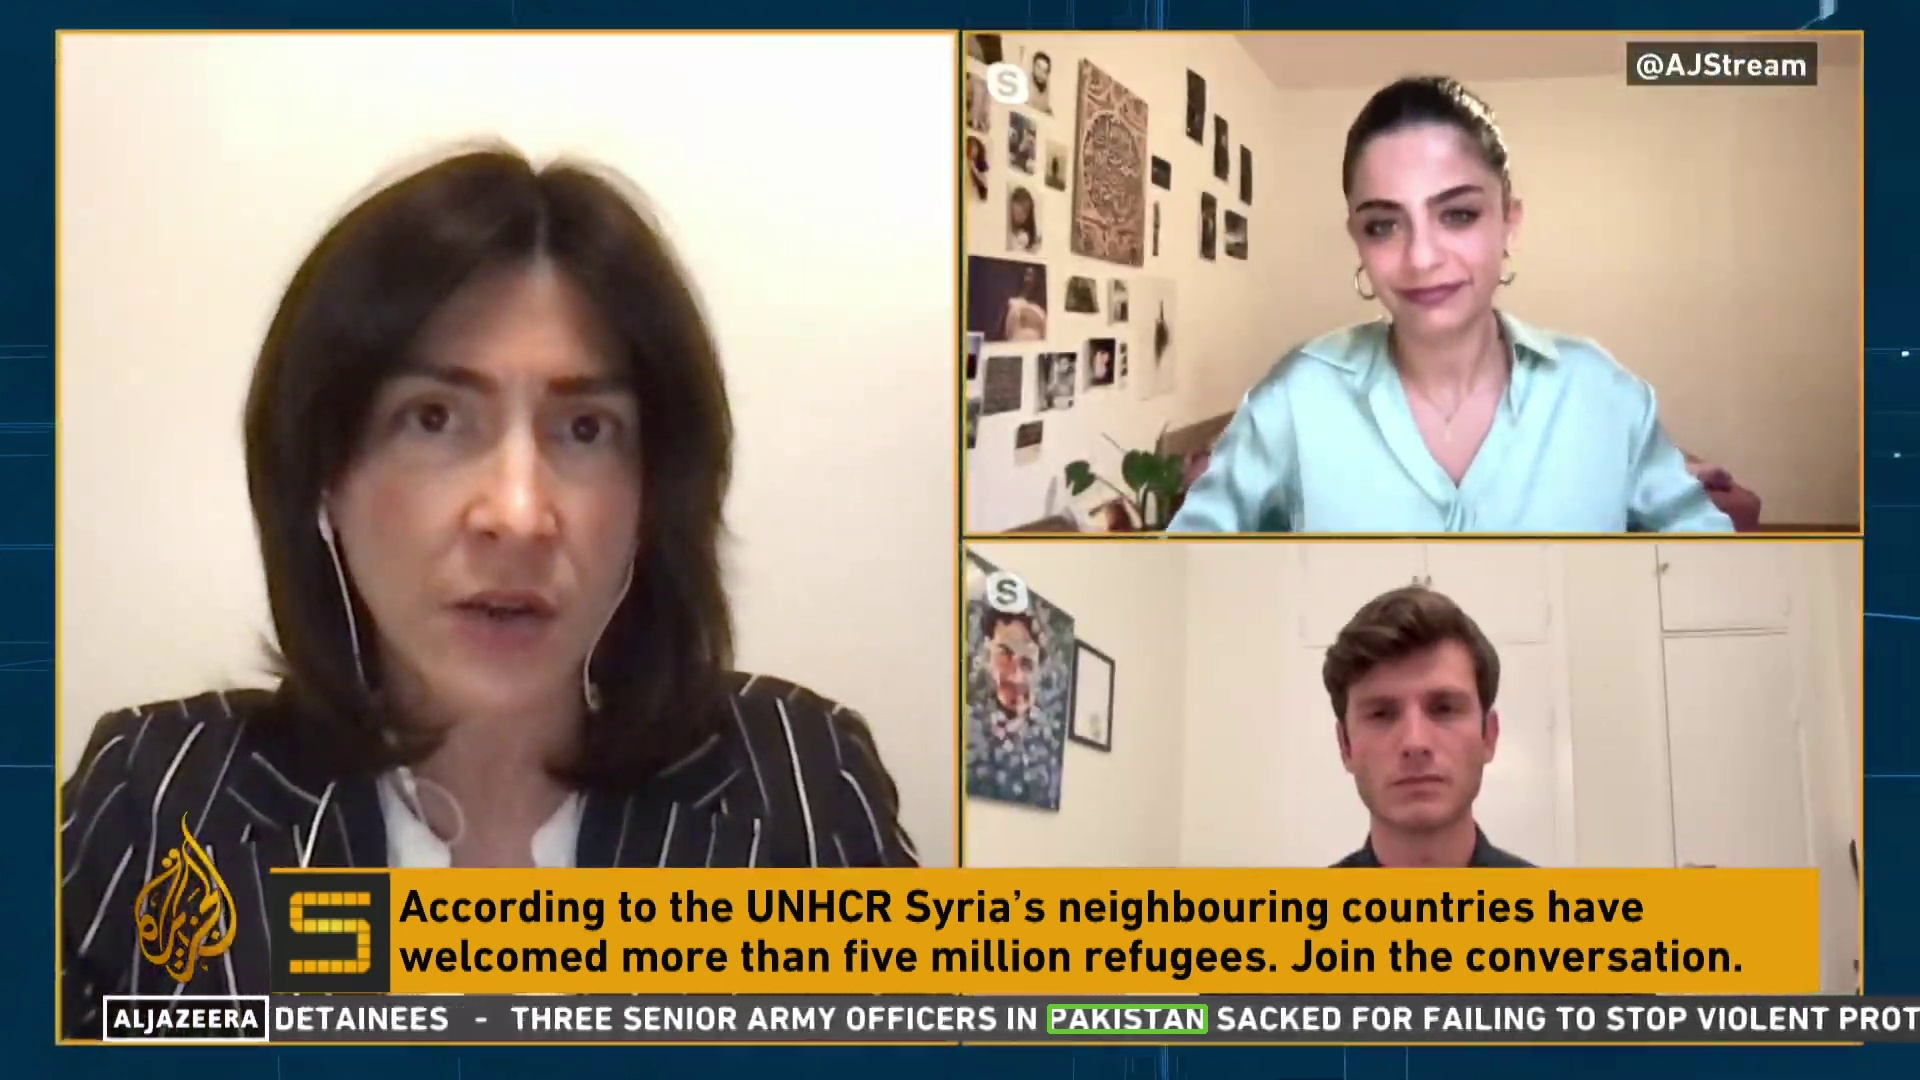 @AJStream
S
S
According to the UNHCR Syria's neighbouring countries have
welcomed more than five million refugees. Join the conversation.
ALJAZEERA DETAINEES - THREE SENIOR ARMY OFFICERS IN PAKISTAN SACKED FOR FAILING TO STOP VIOLENT PROT
الجزيرة